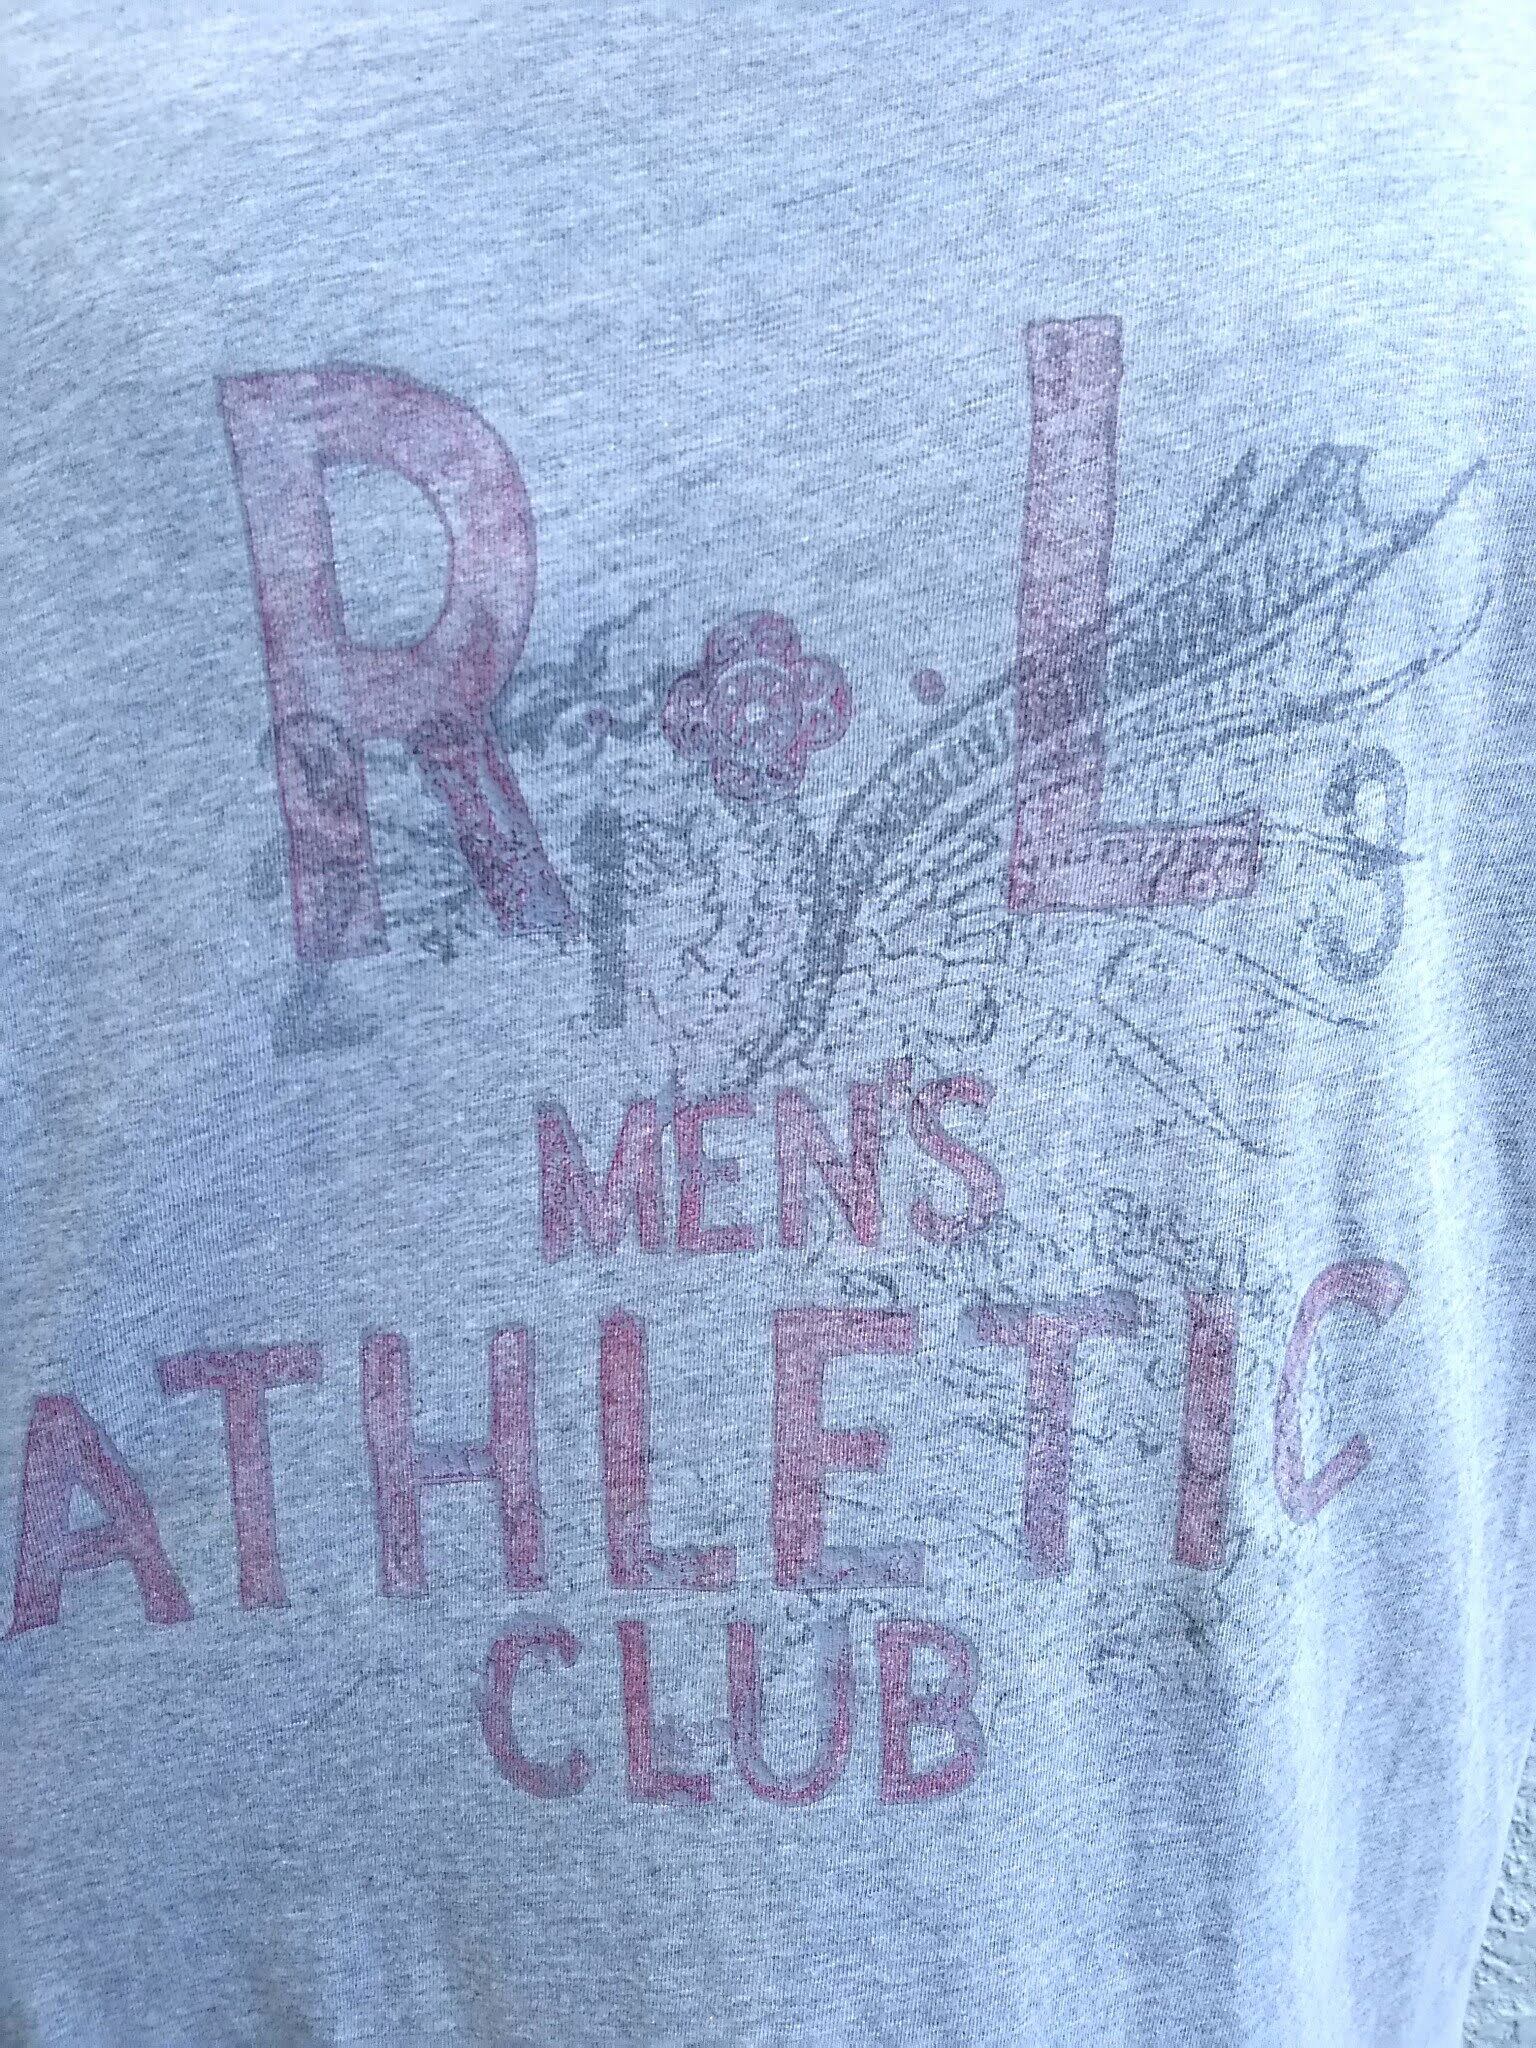 R L
MEN'S
ATHLETIC
CLUB